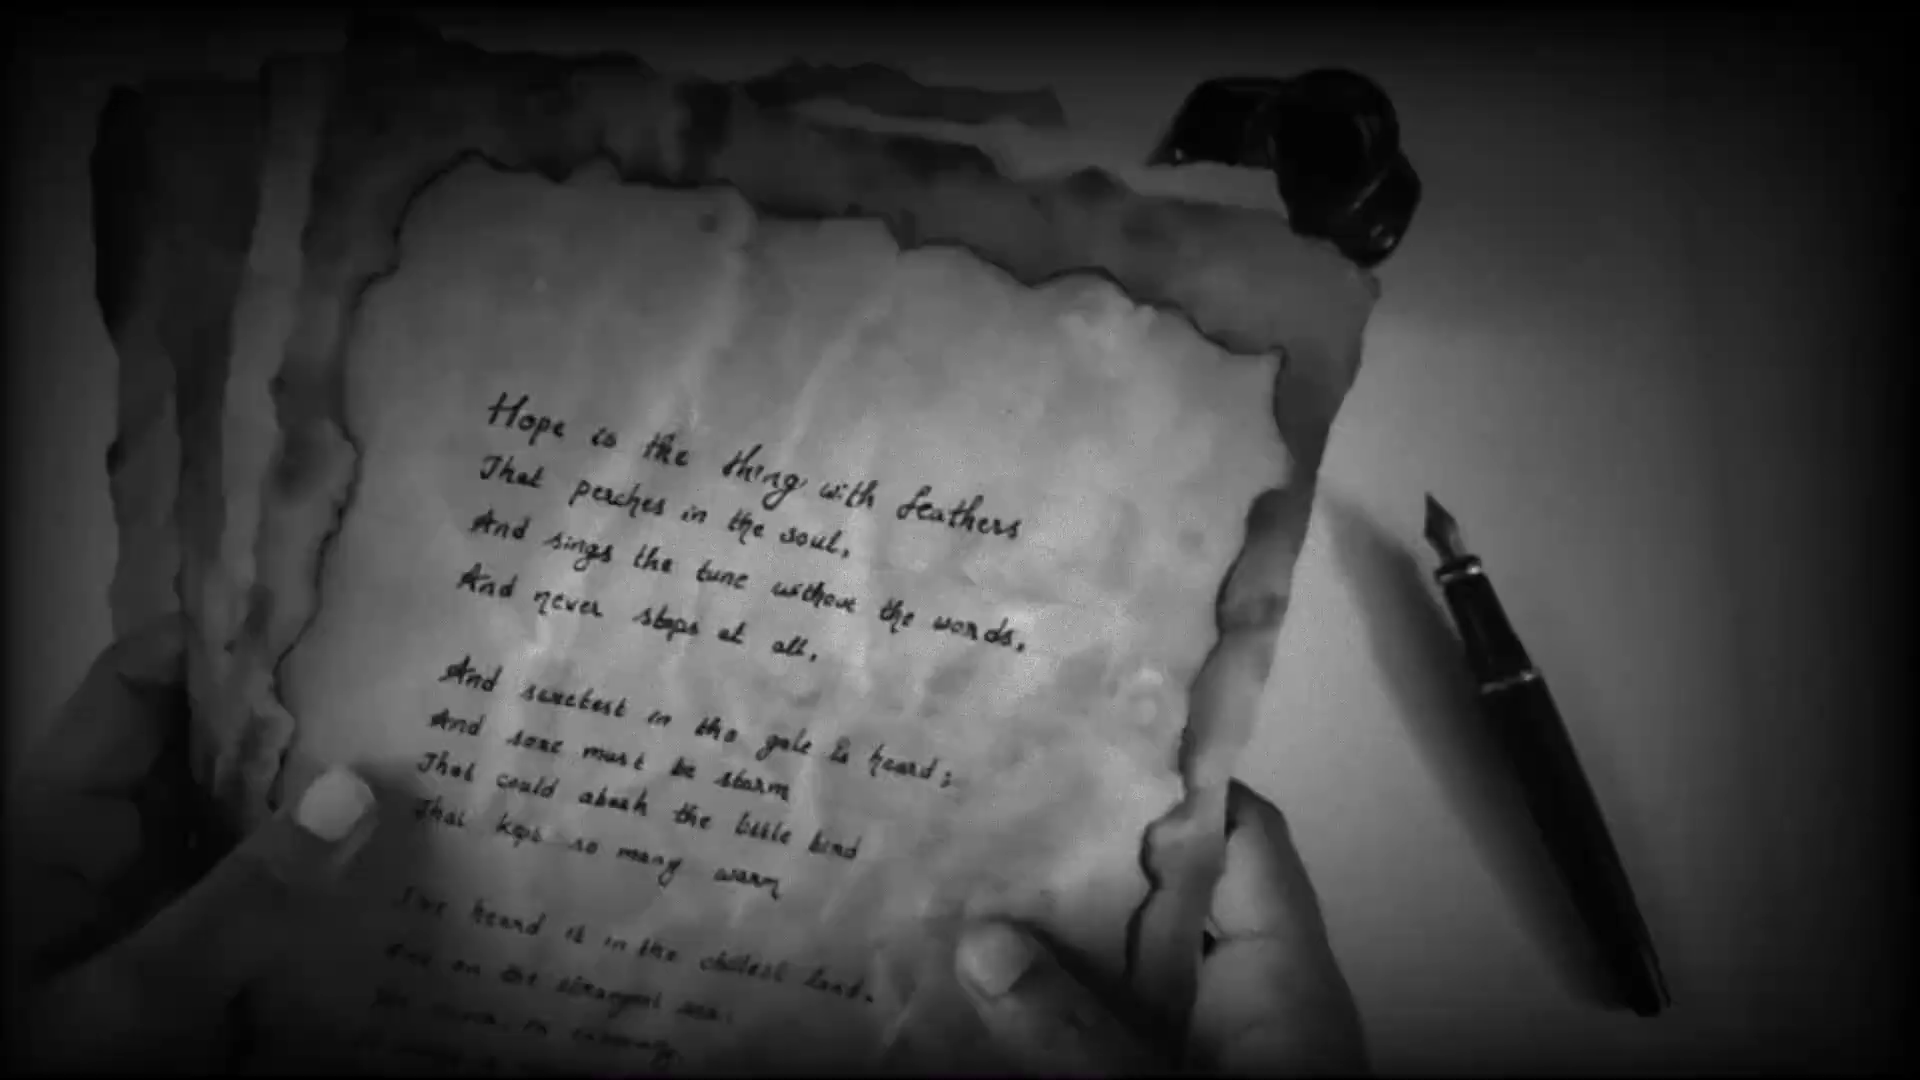 Hope is the thing with feathers
That perches in the soul,
And sings the tune without the words,
And never stops at all,
And sweetest in the gale is heard;
And sore must be storm
That could abash the little bird
That kept so many warm
I've heard it in the chillest land,
And on the strangest sea;